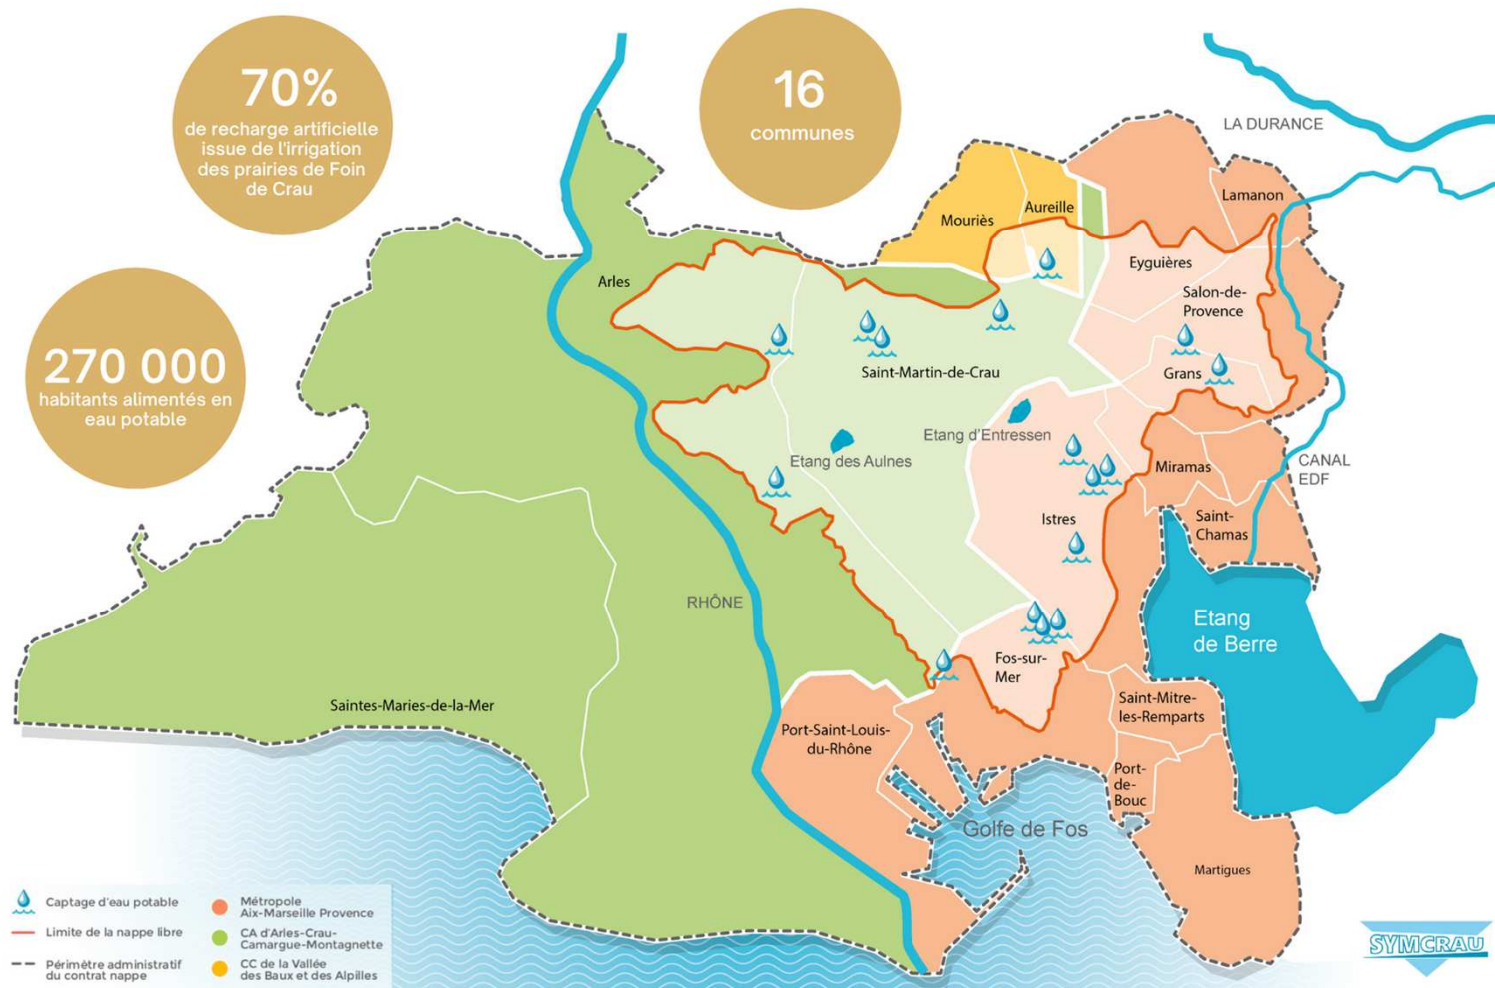 70%
de recharge artificielle
issue de l'irrigation
des prairies de Foin
de Crau
16
communes
270 000
habitants alimentés en
eau potable
LA DURANCE
Lamanon
Mouriès
Aureille
Eyguières
Arles
Salon-de-
Provence
Saint-Martin-de-Crau
Grans
Etang d'Entressen
Etang des Aulnes
Miramas
CANAL
EDF
Istres
Saint-
Chamas
RHÔNE
Etang
de Berre
Fos-sur-
Mer
Saintes-Maries-de-la-Mer
Saint-Mitre-
les-Remparts
Port-Saint-Louis-
du-Rhône
Port-
de-
Bouc
Golfe de Fos
Martigues
Captage d'eau potable
Limite de la nappe libre
Périmètre administratif
du contrat nappe
Métropole
Aix-Marseille Provence
CA d'Arles-Crau-
Camargue-Montagnette
CC de la Vallée
des Baux et des Alpilles
SYMCRAU